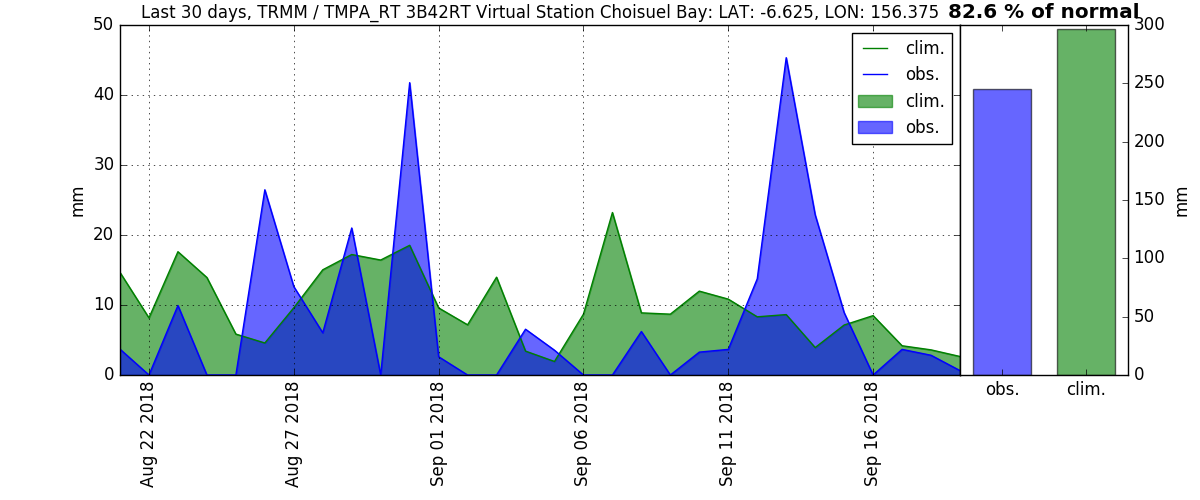 Last 30 days, TRMM / TMPA_RT 3B42RT Virtual Station Choisuel Bay: LAT: -6.625, LON: 156.375
82.6 % of normal
50
40
30
20
10
0
mm
clim.
obs.
clim.
obs.
300
250
200
150
100
50
0
mm
obs.
clim.
Aug 22 2018
Aug 27 2018
Sep 01 2018
Sep 06 2018
Sep 11 2018
Sep 16 2018